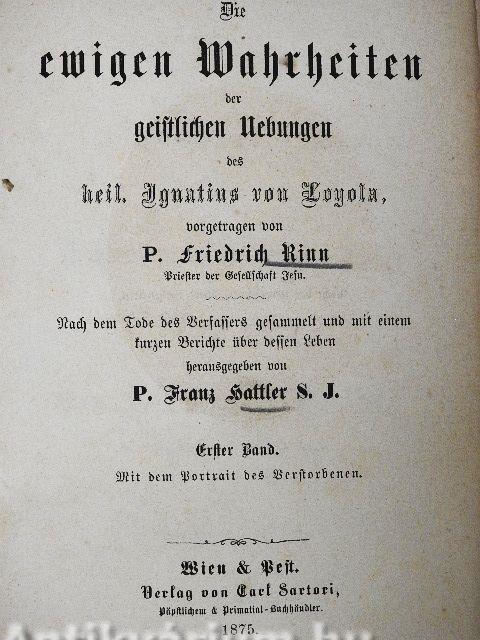 Die
ewigen Wahrheiten
der
geistlichen Uebungen
des
heil. Ignatius von Loyola,
vorgetragen von
P. Friedrich Rinn
Priester der Gesellschaft Jesu.
Nach dem Tode des Verfassers gesammelt und mit einem
kurzen Berichte über dessen Leben
herausgegeben von
P. Franz Hattler S. J.
Erster Band.
Mit dem Portrait des Verstorbenen.
Wien & Pest.
Verlag von Carl Sartori,
Päpstlichem & Primatial-Buchhändler.
1875.
Antikvarium.hu